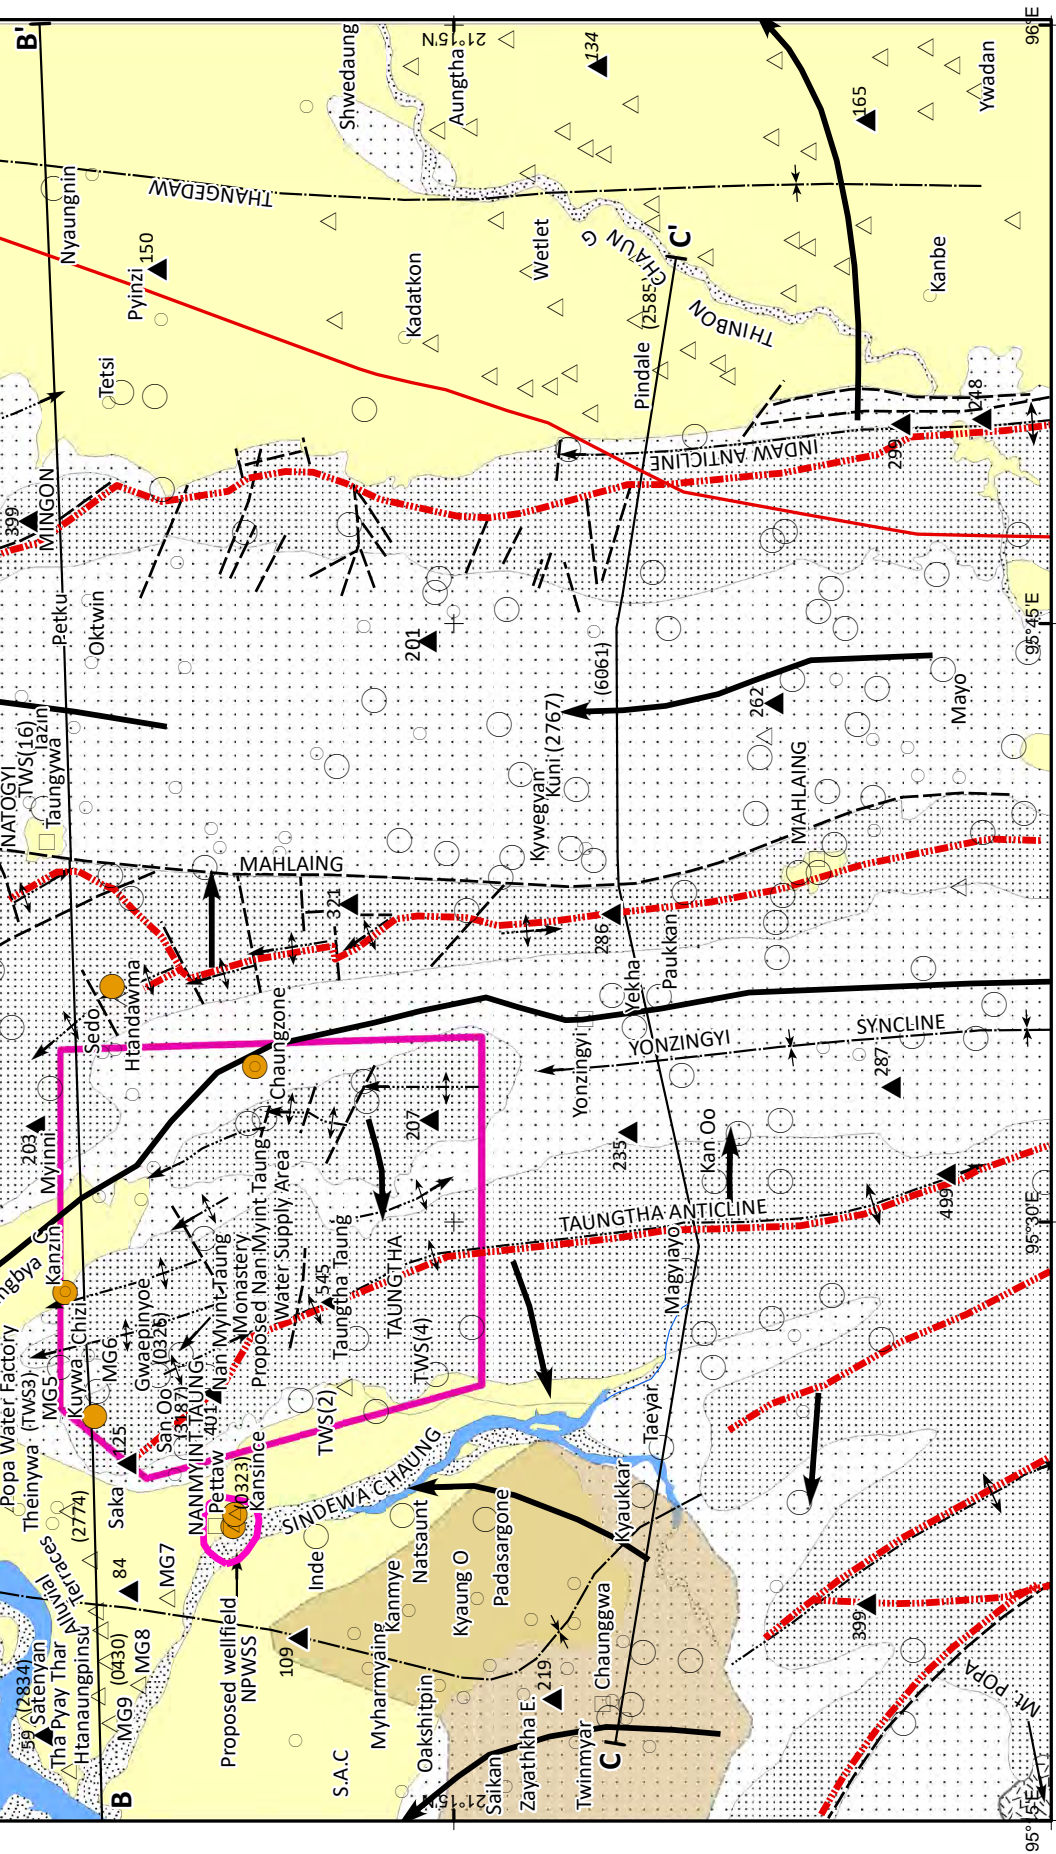 B'
21°15'N
96°E
134
Shwedaung
Aungtha
165
Ywadan
Nyaungnin
THANGEDAW
150
Pyinzi
Wetlet
CHAUNG
C'
Kadatkon
Kanbe
Pindale (2585)
THINBON
Tetsi
248
299
INDAW ANTICLINE
399
MINGON
Petku
Oktwin
201
95°45'E
(6061)
262
Mayo
NATOGYI
TWS(16)
Tazin
Taungywa
Kuni (2767)
Kywegyan
MAHLAING
MAHLAING
321
286
Paukkan
Yekha
Sedo
Htandawma
Chaungzone
Yonzingyi
YONZINGYI
SYNCLINE
287
203
Myinni
207
235
Kan Oo
499
Kanzin
Nan Myint Taung
Monastery
Proposed Nan Myint Taung
Water Supply Area
545
Taungtha Taung
TAUNGTHA
TAUNGTHA ANTICLINE
95°30'E
Magyiayo
Popa Water Factory
Theinywa (TWS3)
MG5
Kuywa Chizi
MG6
Gwaepinyoe
San Oo (0326)
(3187)
401
TWS(4)
TWS(2)
125
Saka
(2774)
NANMYINT TAUNG
Pettaw
(0323)
Kansince
SINDEWA CHAUNG
Taeyar
Kyaukkar
Alluvial
Terraces
84
MG7
Inde
Natsaunt
Kanmye
Kyaung O
Padasargone
(2834)
59
Satenyan
Tha Pyay Thar
Htanaungpinsu
(0430)
MG8
MG9
Proposed wellfield
NPWSS
109
Myharmyaing
Oakshitpin
219
Chaunggwa
399
Mt. POPA
B
S.A.C
21°15'N
Saikan
Zayathkha E.
Twinmyar
C
95°15'E